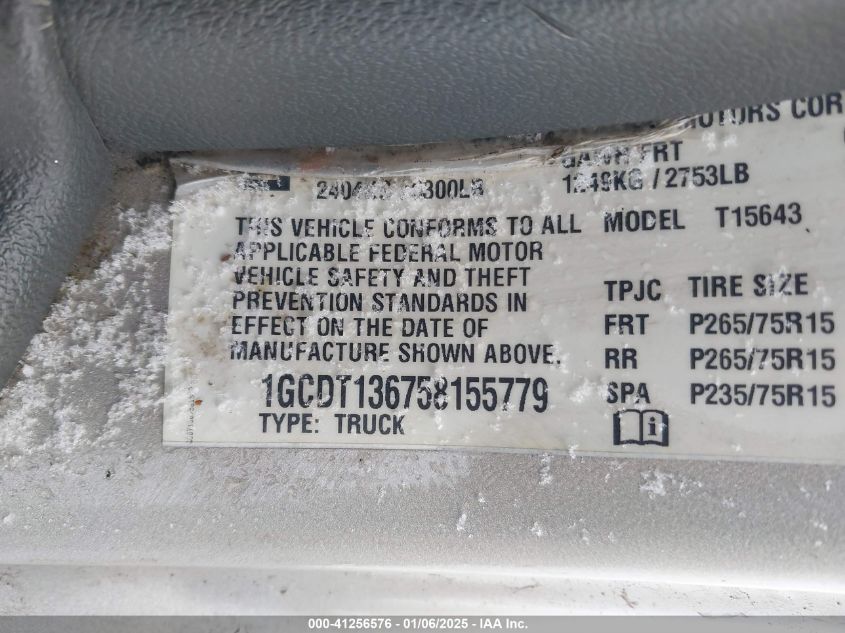 MOTORS COR
GAWR FRT
300LB
1249KG / 2753LB
THIS VEHICLE CONFORMS TO ALL
APPLICABLE FEDERAL MOTOR
VEHICLE SAFETY AND THEFT
PREVENTION STANDARDS IN
EFFECT ON THE DATE OF
MANUFACTURE SHOWN ABOVE.
1GCDT136758155779
TYPE: TRUCK
MODEL T15643
TPJC TIRE SIZE
FRT P265/75R15
RR P265/75R15
SPA P235/75R15
i
000-41256576 - 01/06/2025 - IAA Inc.